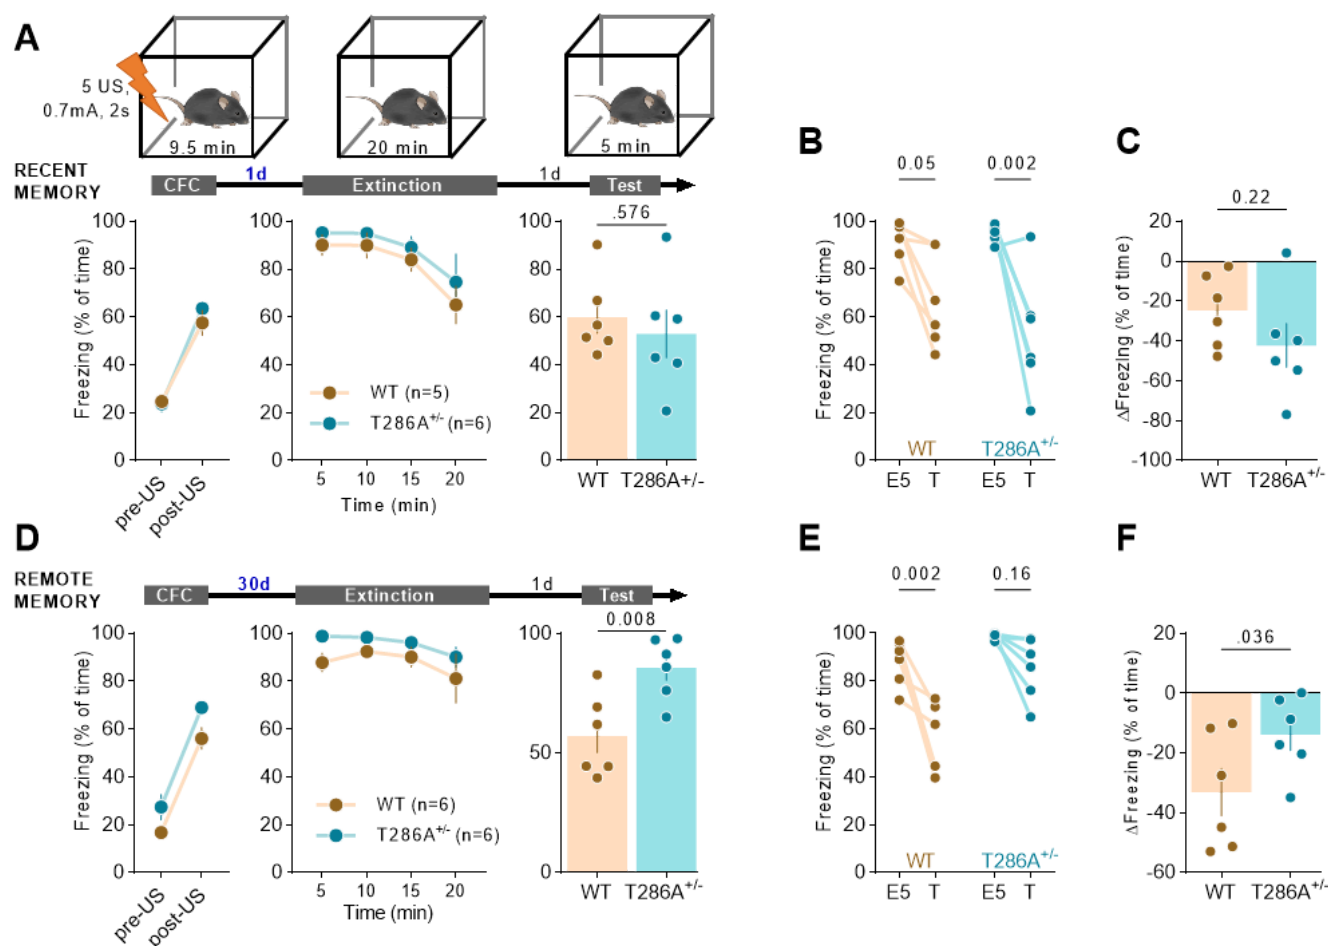 A
5 US,
0.7mA, 2s
9.5 min
20 min
5 min
RECENT
MEMORY
CFC
1d
Extinction
1d
Test
Freezing (% of time)
100
80
60
40
20
0
pre-US
post-US
100
80
60
40
20
0
WT (n=5)
T286A+/- (n=6)
5
10
15
20
Time (min)
100
80
60
40
20
0
.576
WT
T286A+/-
B
0.05
0.002
Freezing (% of time)
100
80
60
40
20
0
WT
T286A+/-
E5
T
E5
T
C
0.22
ΔFreezing (% of time)
20
0
-20
-40
-60
-80
-100
WT
T286A+/-
D
REMOTE
MEMORY
CFC
30d
Extinction
1d
Test
Freezing (% of time)
100
80
60
40
20
0
pre-US
post-US
100
80
60
40
20
0
WT (n=6)
T286A+/- (n=6)
5
10
15
20
Time (min)
0.008
100
50
0
WT
T286A+/-
E
0.002
0.16
Freezing (% of time)
100
80
60
40
20
0
WT
T286A+/-
E5
T
E5
T
F
.036
ΔFreezing (% of time)
20
0
-20
-40
-60
WT
T286A+/-